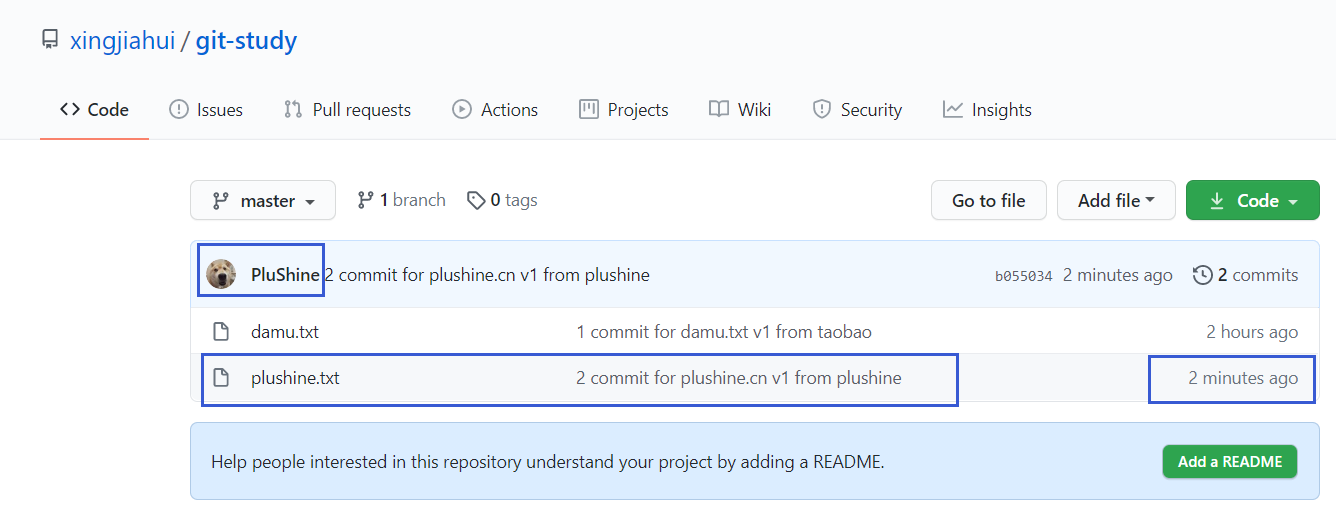 xingjiahui / git-study
Code Issues Pull requests Actions Projects Wiki Security Insights
master 1 branch 0 tags Go to file Add file Code
PluShine 2 commit for plushine.cn v1 from plushine b055034 2 minutes ago 2 commits
damu.txt 1 commit for damu.txt v1 from taobao 2 hours ago
plushine.txt 2 commit for plushine.cn v1 from plushine 2 minutes ago
Help people interested in this repository understand your project by adding a README. Add a README